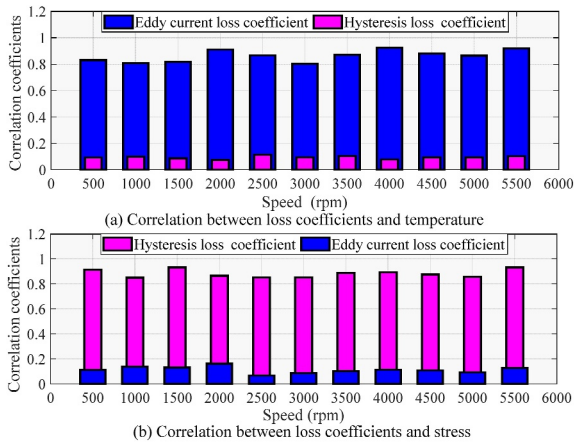 Eddy current loss coefficient Hysteresis loss coefficient
Correlation coefficients
1.2
1
0.8
0.6
0.4
0.2
0
0 500 1000 1500 2000 2500 3000 3500 4000 4500 5000 5500 6000
Speed (rpm)
(a) Correlation between loss coefficients and temperature
Hysteresis loss coefficient Eddy current loss coefficient
Correlation coefficients
1.2
1
0.8
0.6
0.4
0.2
0
0 500 1000 1500 2000 2500 3000 3500 4000 4500 5000 5500 6000
Speed (rpm)
(b) Correlation between loss coefficients and stress